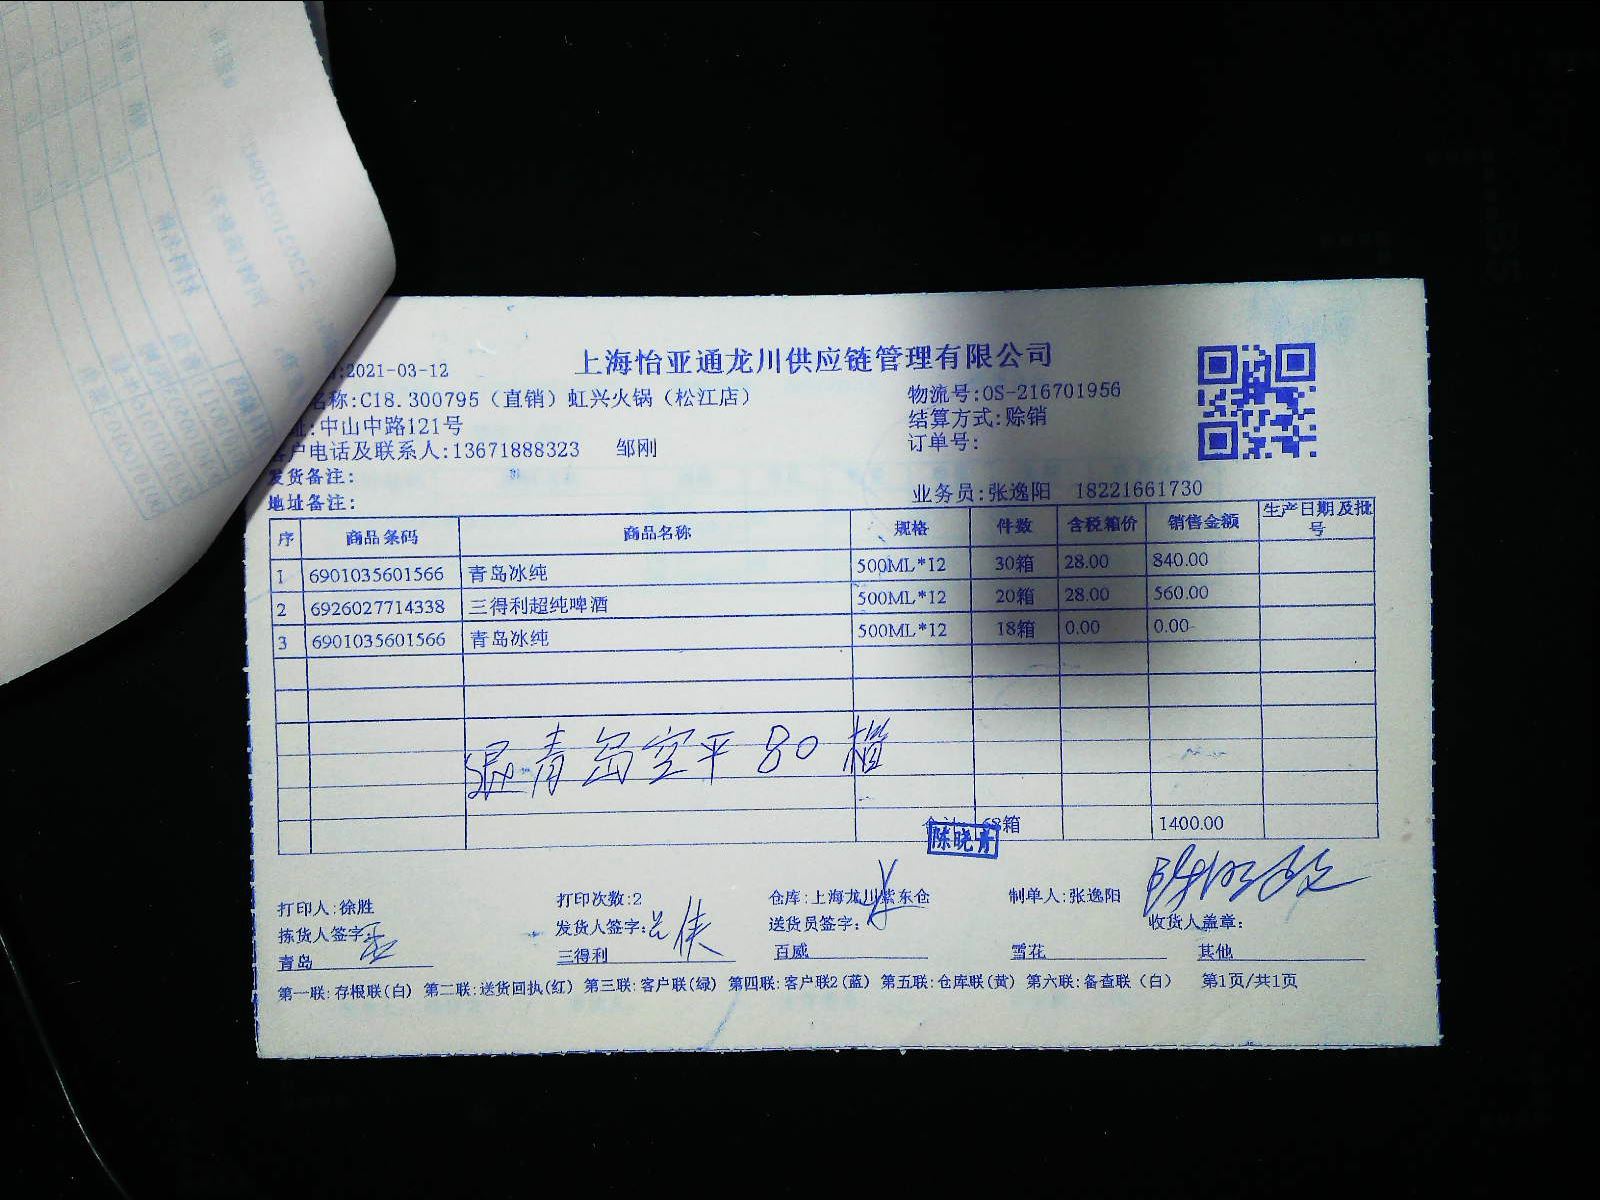 上海怡亚通龙川供应链管理有限公司
:2021-03-12
名称:C18.300795（直销）虹兴火锅（松江店）
物流号:OS-216701956
址:中山中路121号
结算方式:赊销
客户电话及联系人:13671888323 邹刚
订单号:
发货备注:
地址备注:
业务员:张逸阳 18221661730
序 商品条码 商品名称 规格 件数 含税箱价 销售金额 生产日期及批号
1 6901035601566 青岛冰纯 500ML*12 30箱 28.00 840.00
2 6926027714338 三得利超纯啤酒 500ML*12 20箱 28.00 560.00
3 6901035601566 青岛冰纯 500ML*12 18箱 0.00 0.00
青岛空平80
合计: 68箱 1400.00
陈晓青
打印人:徐胜 打印次数:2 仓库:上海龙川紫东仓 制单人:张逸阳
拣货人签字: 发货人签字: 送货员签字: 收货人盖章:
青岛 三得利 百威 雪花 其他
第一联:存根联(白) 第二联:送货回执(红) 第三联:客户联(绿) 第四联:客户联2(蓝) 第五联:仓库联(黄) 第六联:备查联（白） 第1页/共1页